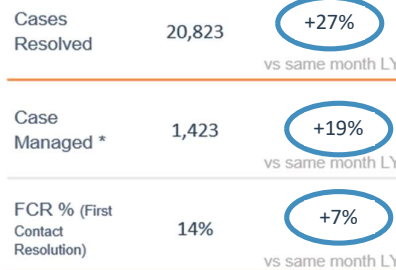 Cases
Resolved
20,823
+27%
vs same month LY
Case
Managed *
1,423
+19%
vs same month LY
FCR % (First
Contact
Resolution)
14%
+7%
vs same month LY